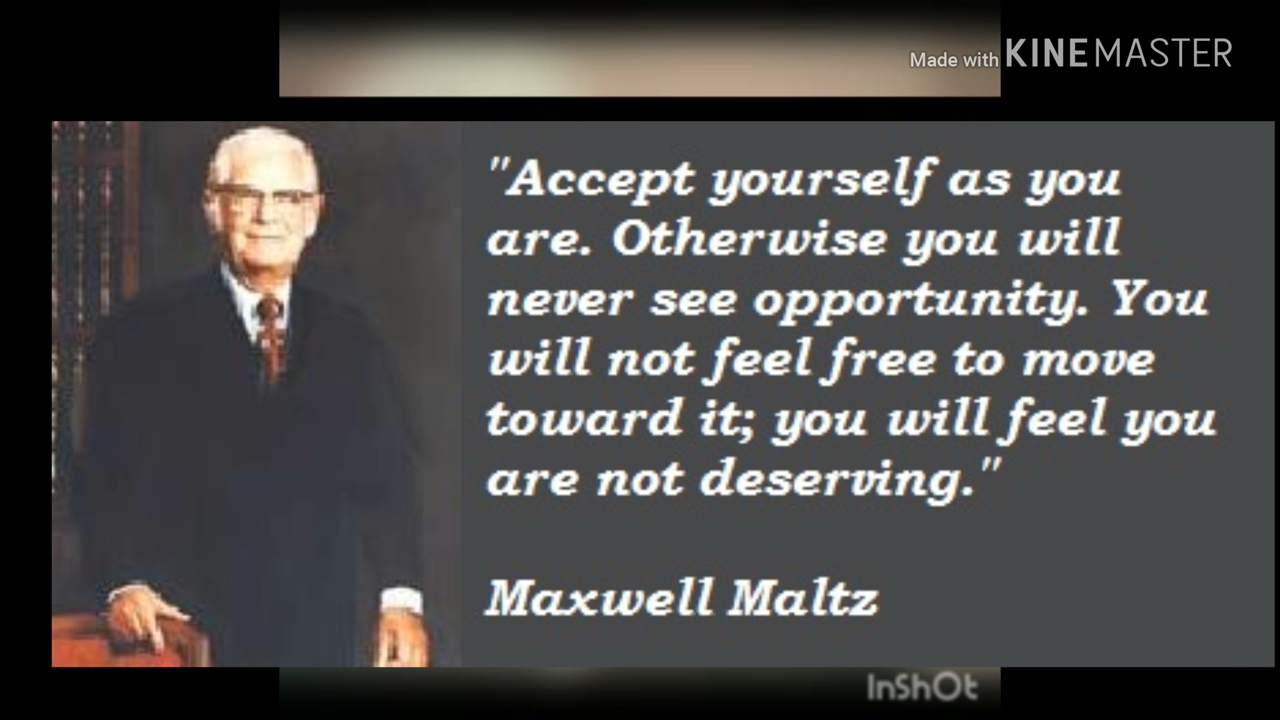 Made with KINEMASTER
"Accept yourself as you
are. Otherwise you will
never see opportunity. You
will not feel free to move
toward it; you will feel you
are not deserving."
Maxwell Maltz
InShOt